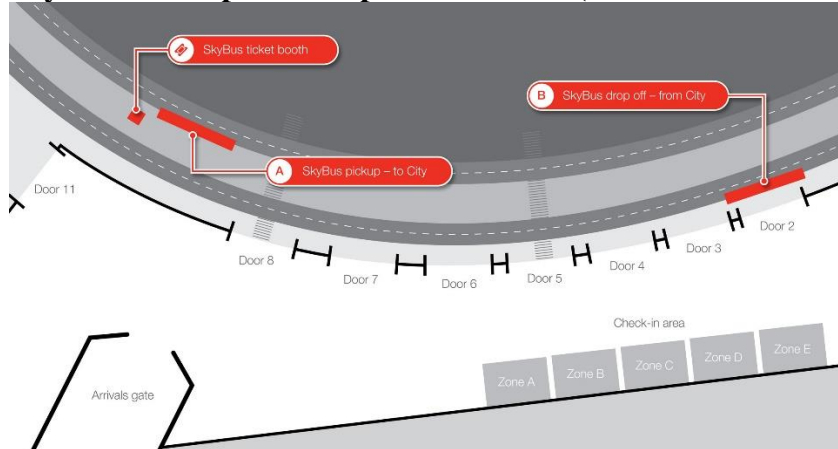 SkyBus ticket booth
B SkyBus drop off – from City
A SkyBus pickup – to City
Door 11
Door 8
Door 7
Door 6
Door 5
Door 4
Door 3
Door 2
Check-in area
Zone A
Zone B
Zone C
Zone D
Zone E
Arrivals gate